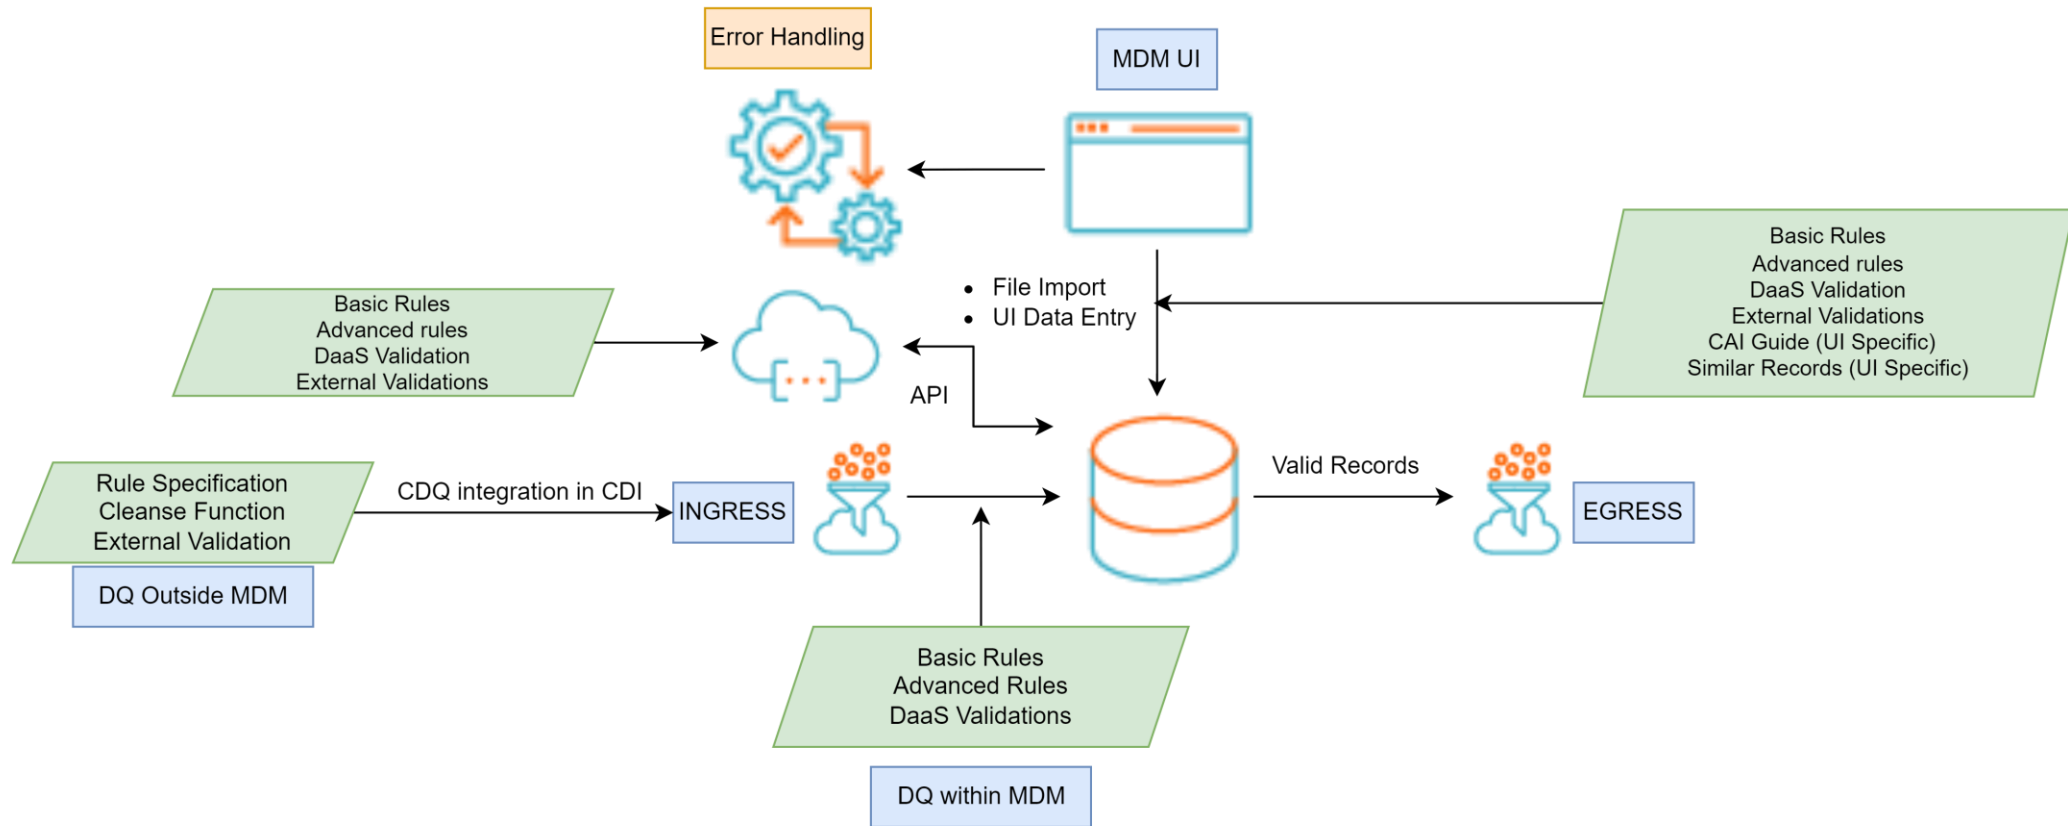 Error Handling
MDM UI
File Import
UI Data Entry
Basic Rules
Advanced rules
DaaS Validation
External Validations
CAI Guide (UI Specific)
Similar Records (UI Specific)
Basic Rules
Advanced rules
DaaS Validation
External Validations
API
Rule Specification
Cleanse Function
External Validation
CDQ integration in CDI
INGRESS
Valid Records
EGRESS
DQ Outside MDM
Basic Rules
Advanced Rules
DaaS Validations
DQ within MDM